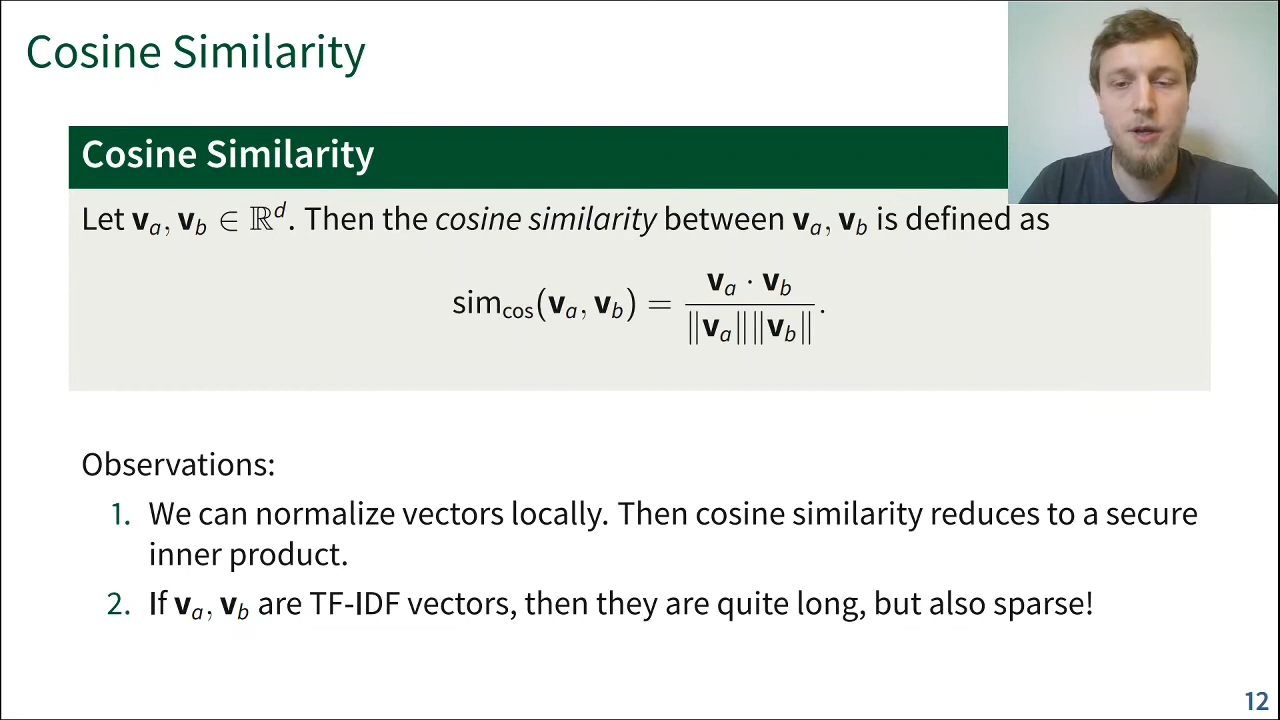 Cosine Similarity
Cosine Similarity
Let v_a, v_b ∈ ℝ^d. Then the cosine similarity between v_a, v_b is defined as
sim_cos(v_a, v_b) = (v_a · v_b) / (‖v_a‖‖v_b‖).
Observations:
1. We can normalize vectors locally. Then cosine similarity reduces to a secure
inner product.
2. If v_a, v_b are TF-IDF vectors, then they are quite long, but also sparse!
12